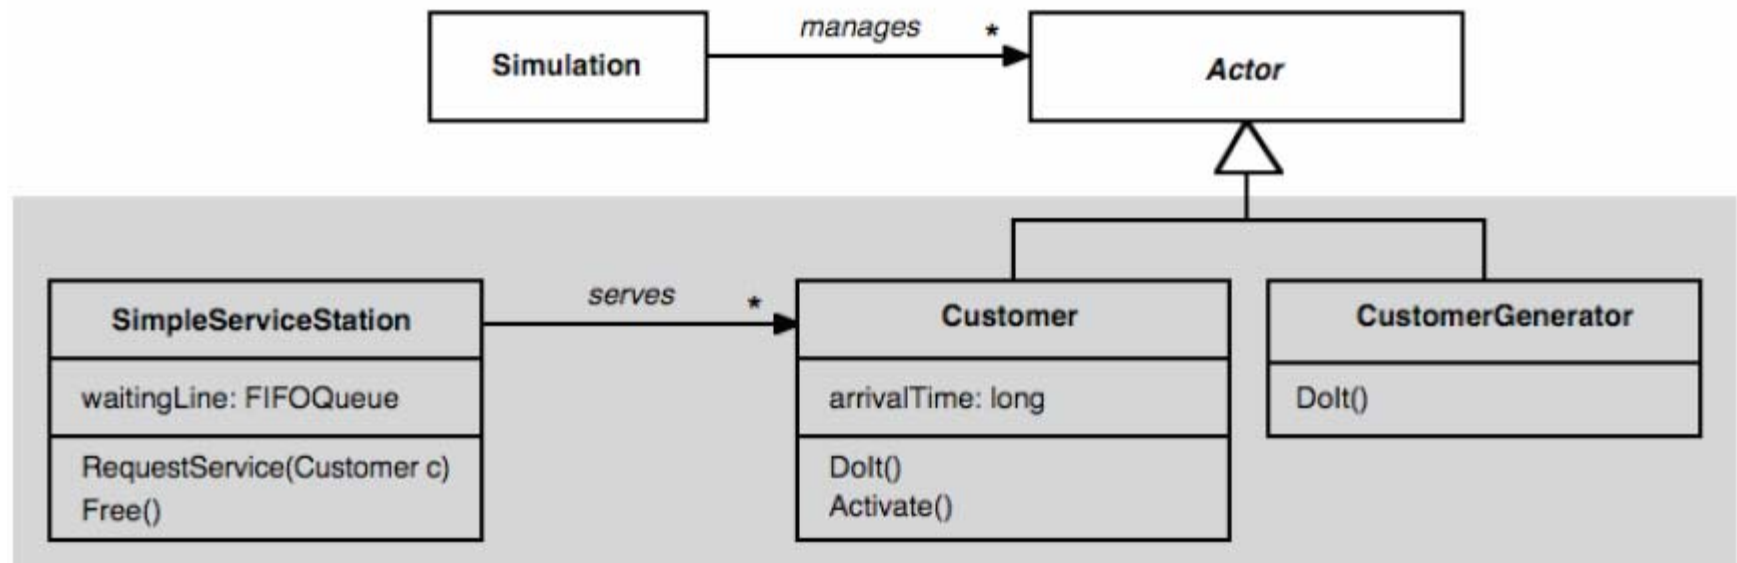 manages *
Simulation
Actor
serves *
SimpleServiceStation
Customer
CustomerGenerator
waitingLine: FIFOQueue
arrivalTime: long
DoIt()
RequestService(Customer c)
Free()
DoIt()
Activate()